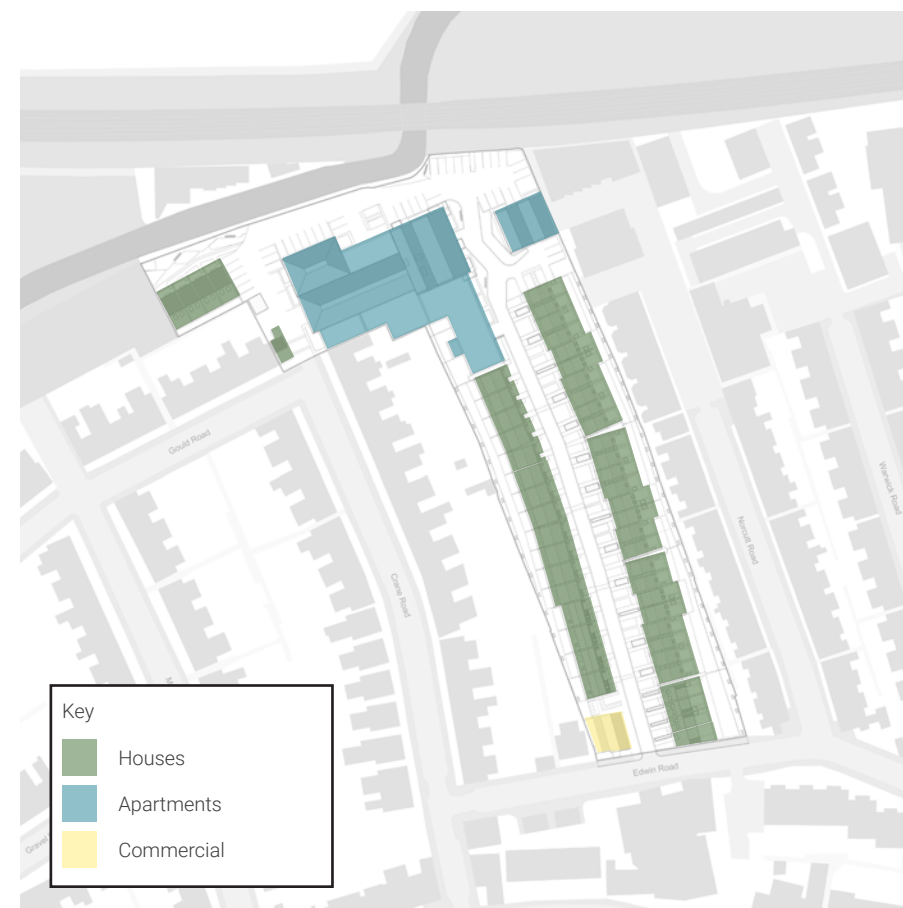 Gould Road
Crane Road
Norcutt Road
Warwick Road
Edwin Road
Key
Houses
Apartments
Commercial